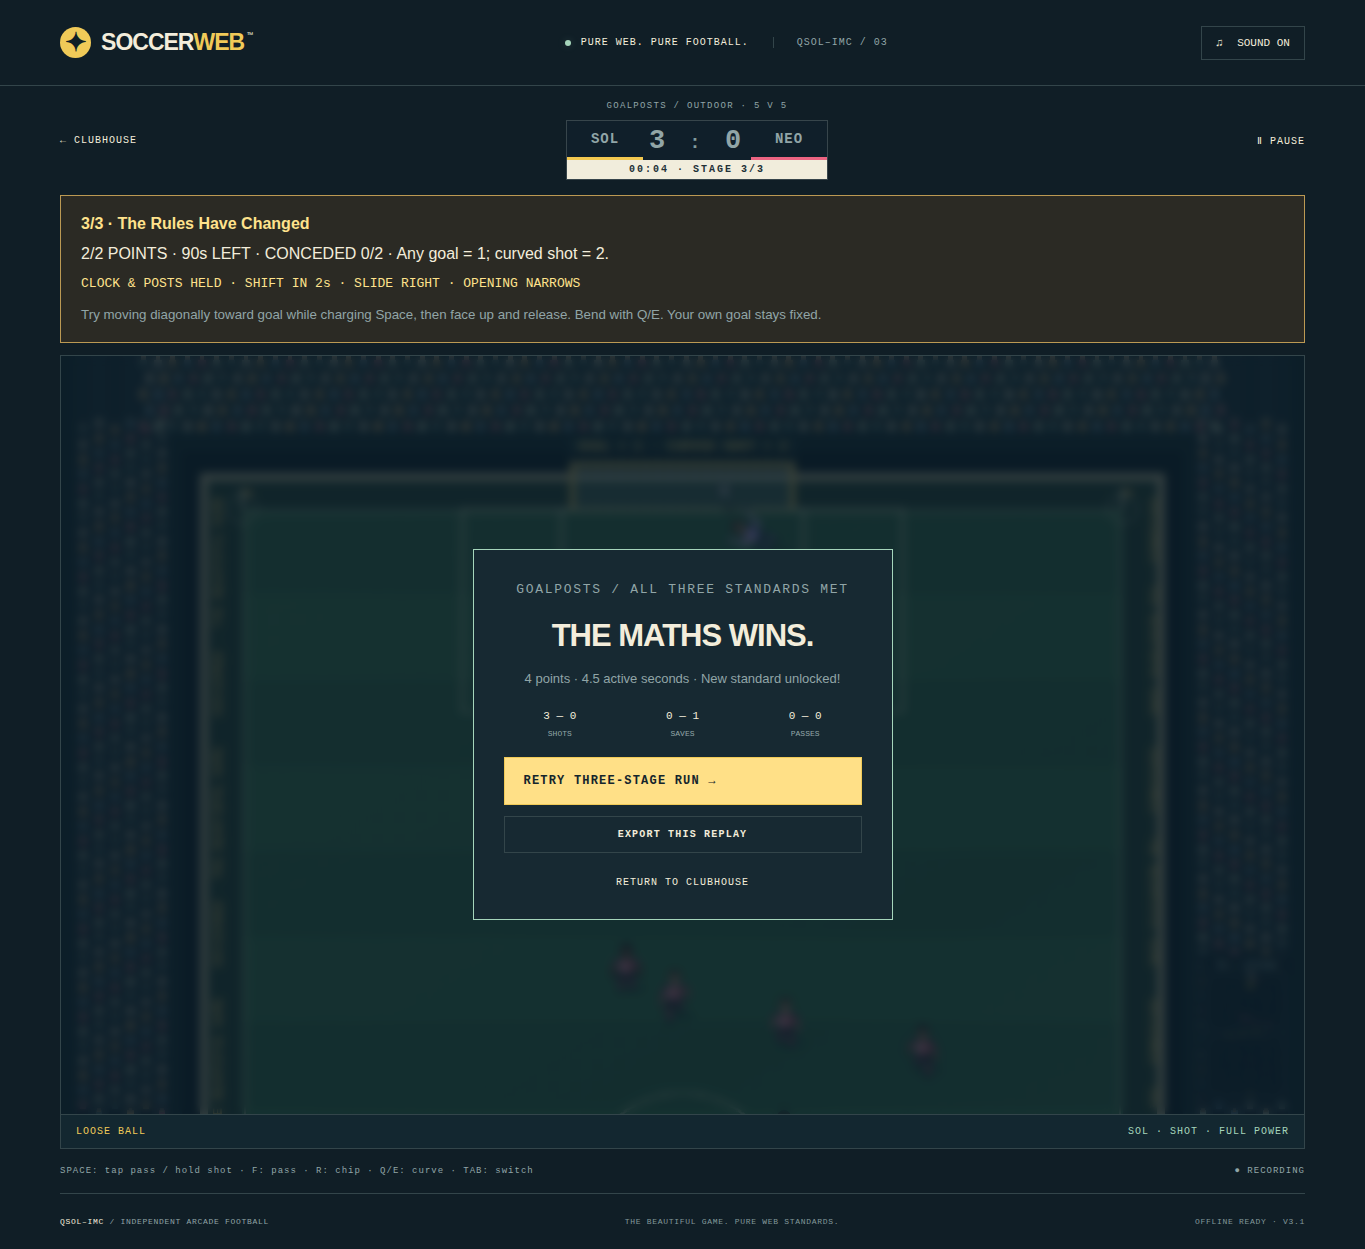 SOCCERWEB™
PURE WEB. PURE FOOTBALL.
QSOL–IMC / 03
♫ SOUND ON
GOALPOSTS / OUTDOOR · 5 V 5
← CLUBHOUSE
SOL 3 : 0 NEO
00:04 · STAGE 3/3
Ⅱ PAUSE
3/3 · The Rules Have Changed
2/2 POINTS · 90s LEFT · CONCEDED 0/2 · Any goal = 1; curved shot = 2.
CLOCK & POSTS HELD · SHIFT IN 2s · SLIDE RIGHT · OPENING NARROWS
Try moving diagonally toward goal while charging Space, then face up and release. Bend with Q/E. Your own goal stays fixed.
GOALPOSTS / ALL THREE STANDARDS MET
THE MATHS WINS.
4 points · 4.5 active seconds · New standard unlocked!
3 — 0 0 — 1 0 — 0
SHOTS SAVES PASSES
RETRY THREE-STAGE RUN →
EXPORT THIS REPLAY
RETURN TO CLUBHOUSE
LOOSE BALL
SOL · SHOT · FULL POWER
SPACE: tap pass / hold shot · F: pass · R: chip · Q/E: curve · TAB: switch
● RECORDING
QSOL–IMC / INDEPENDENT ARCADE FOOTBALL
THE BEAUTIFUL GAME. PURE WEB STANDARDS.
OFFLINE READY · V3.1